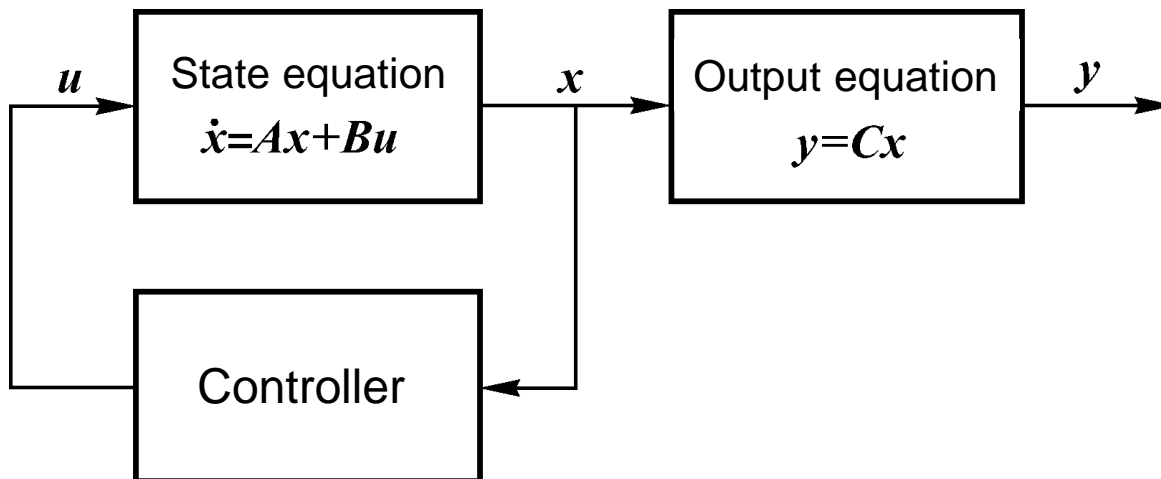 u
State equation
ẋ=Ax+Bu
x
Output equation
y=Cx
y
Controller